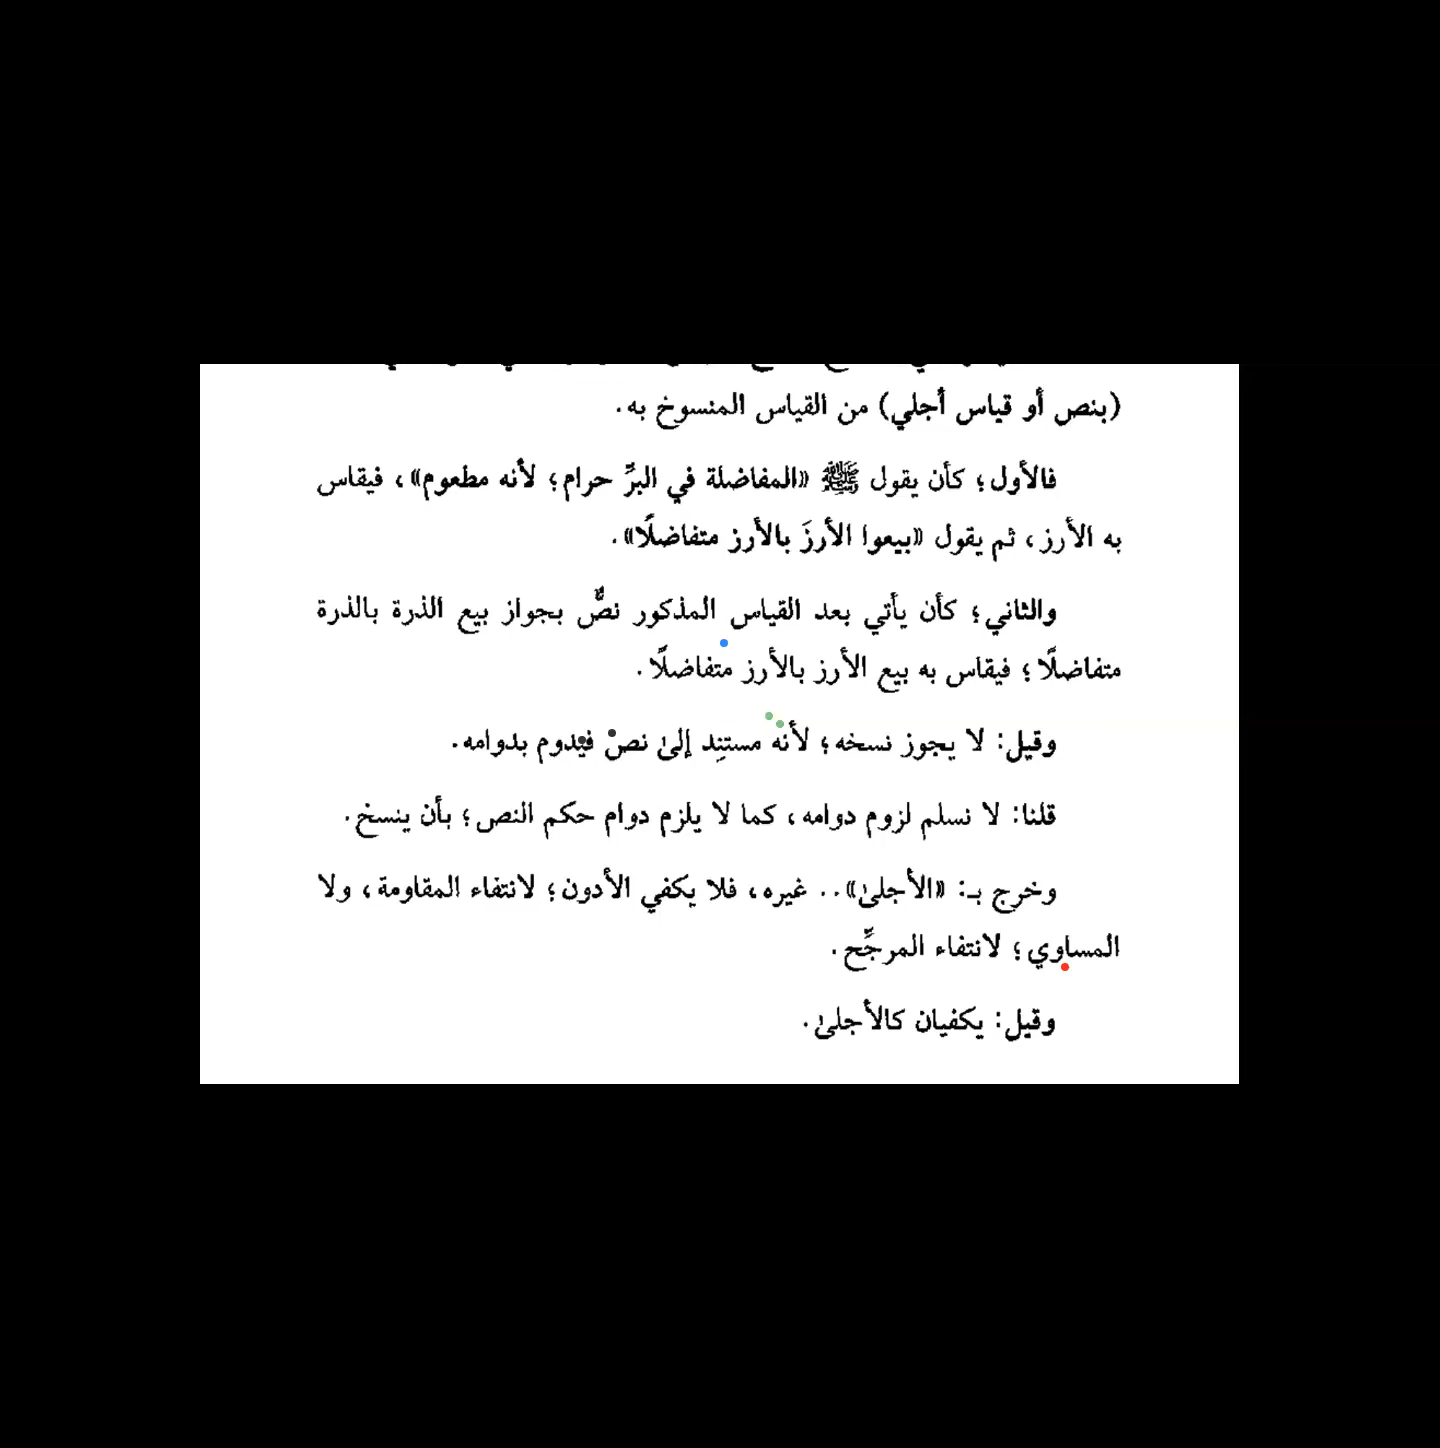 (بنص أو قياس أجلي) من القياس المنسوخ به.
فالأول؛ كأن يقول ﷺ «المفاضلة في البرِّ حرام؛ لأنه مطعوم»، فيقاس
به الأرز، ثم يقول «بيعوا الأرزَ بالأرز متفاضلًا».
والثاني؛ كأن يأتي بعد القياس المذكور نصٌّ بجواز بيع الذرة بالذرة
متفاضلًا؛ فيقاس به بيع الأرز بالأرز متفاضلًا.
وقيل: لا يجوز نسخه؛ لأنه مستنِد إلىٰ نص فيدوم بدوامه.
قلنا: لا نسلم لزوم دوامه، كما لا يلزم دوام حكم النص؛ بأن ينسخ.
وخرج بـ: «الأجلىٰ».. غيره، فلا يكفي الأدون؛ لانتفاء المقاومة، ولا
المساوي؛ لانتفاء المرجِّح.
وقيل: يكفيان كالأجلىٰ.